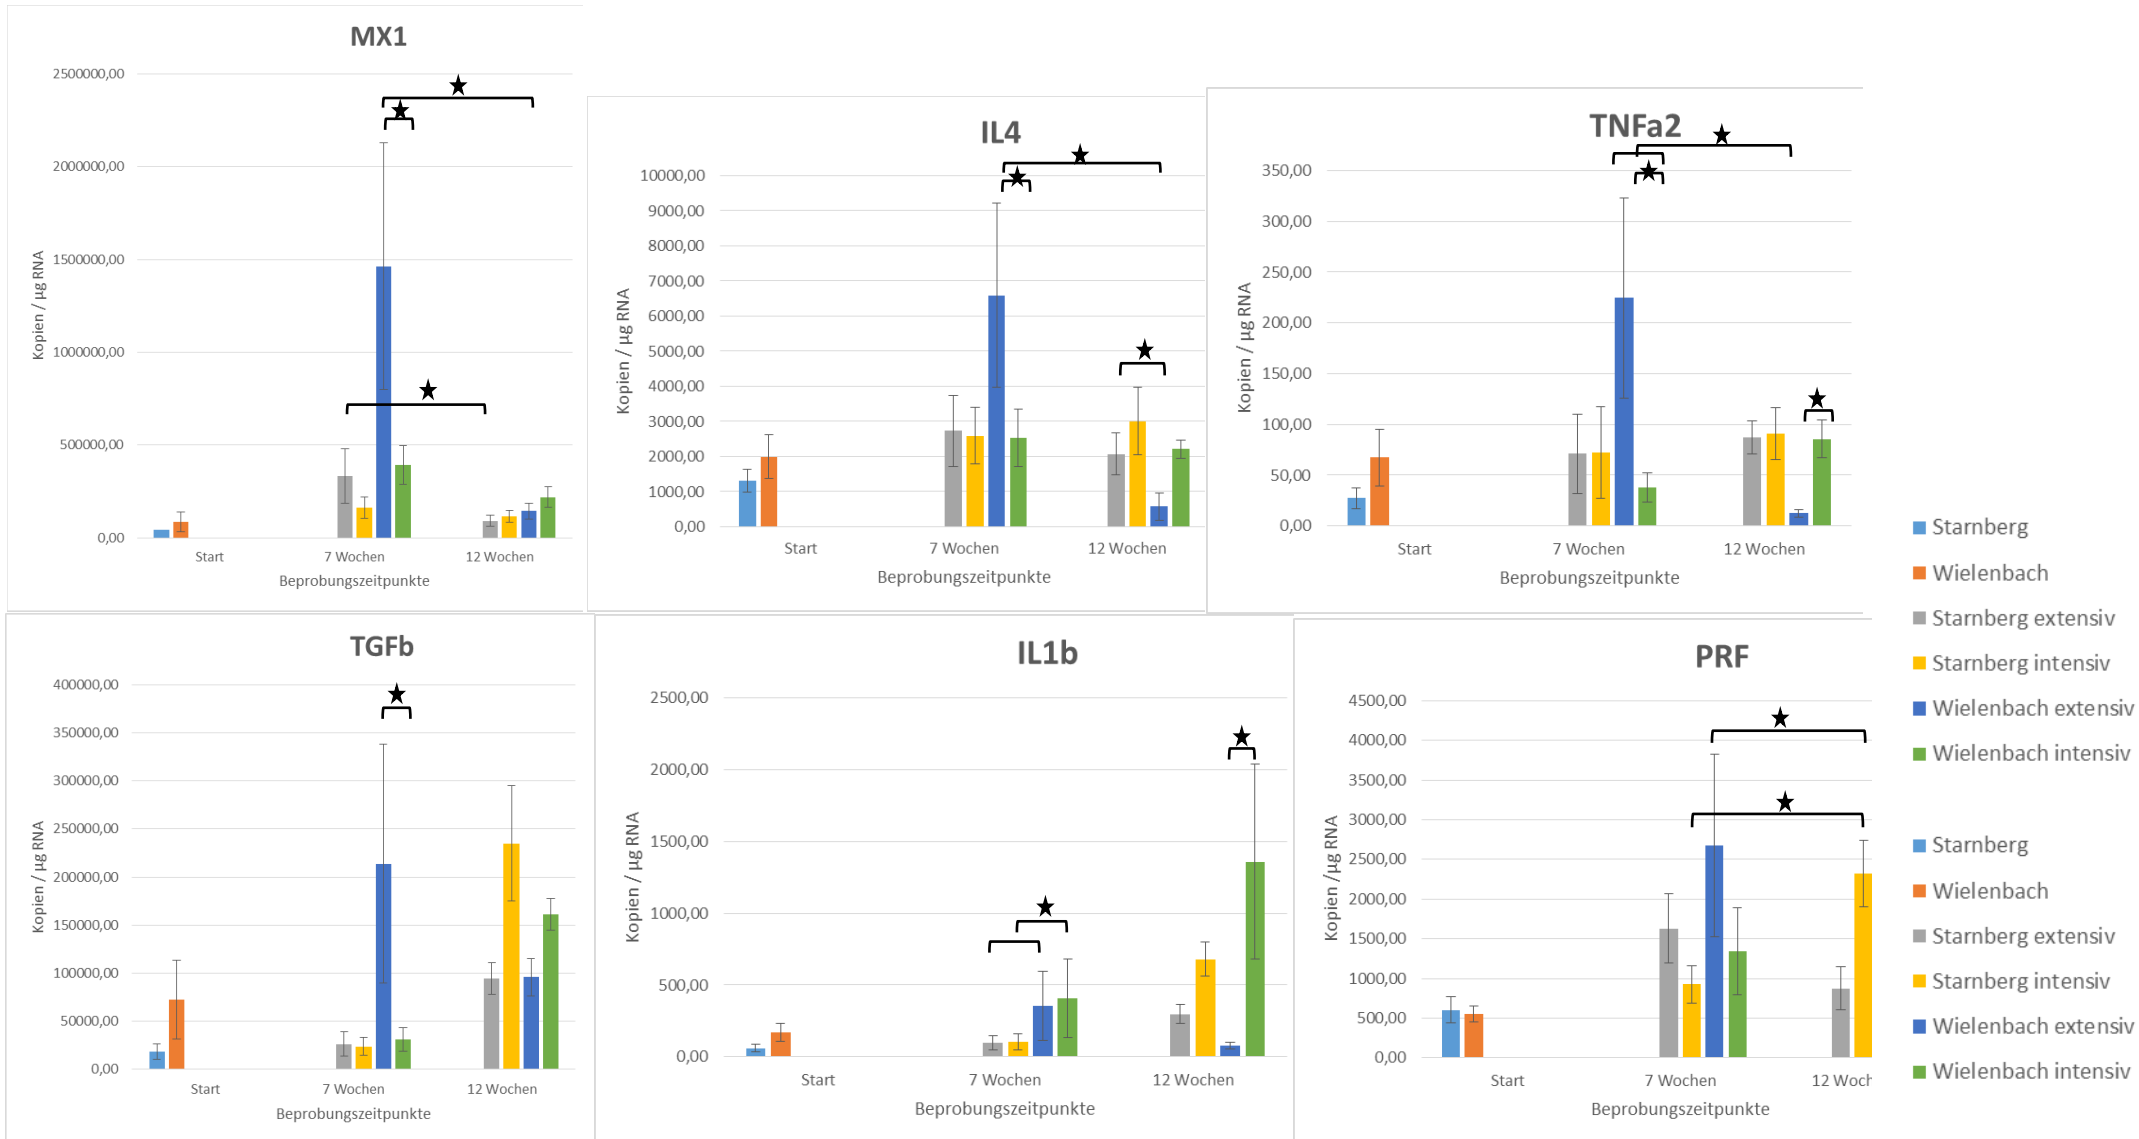 MX1
2500000,00
2000000,00
1500000,00
1000000,00
500000,00
0,00
Kopien / µg RNA
Start
7 Wochen
12 Wochen
Beprobungszeitpunkte
IL4
10000,00
9000,00
8000,00
7000,00
6000,00
5000,00
4000,00
3000,00
2000,00
1000,00
0,00
Kopien / µg RNA
Start
7 Wochen
12 Wochen
Beprobungszeitpunkte
TNFa2
350,00
300,00
250,00
200,00
150,00
100,00
50,00
0,00
Kopien / µg RNA
Start
7 Wochen
12 Wochen
Beprobungszeitpunkte
TGFb
400000,00
350000,00
300000,00
250000,00
200000,00
150000,00
100000,00
50000,00
0,00
Kopien / µg RNA
Start
7 Wochen
12 Wochen
Beprobungszeitpunkte
IL1b
2500,00
2000,00
1500,00
1000,00
500,00
0,00
Kopien / µg RNA
Start
7 Wochen
12 Wochen
Beprobungszeitpunkte
PRF
4500,00
4000,00
3500,00
3000,00
2500,00
2000,00
1500,00
1000,00
500,00
0,00
Kopien /µg RNA
Start
7 Wochen
12 Woch
Beprobungszeitpunkte
Starnberg
Wielenbach
Starnberg extensiv
Starnberg intensiv
Wielenbach extensiv
Wielenbach intensiv
Starnberg
Wielenbach
Starnberg extensiv
Starnberg intensiv
Wielenbach extensiv
Wielenbach intensiv